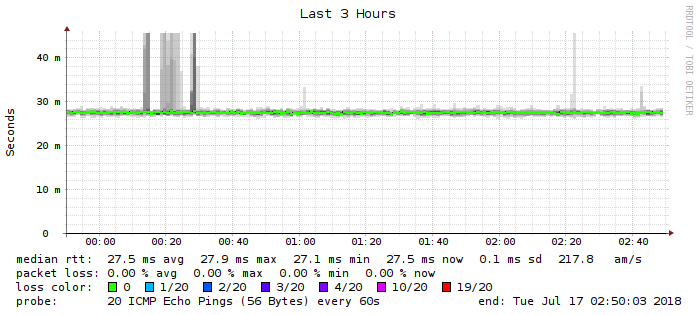 Last 3 Hours
RRDTOOL / TOBI OETIKER
Seconds
40 m
30 m
20 m
10 m
0
00:00 00:20 00:40 01:00 01:20 01:40 02:00 02:20 02:40
median rtt: 27.5 ms avg 27.9 ms max 27.1 ms min 27.5 ms now 0.1 ms sd 217.8 am/s
packet loss: 0.00 % avg 0.00 % max 0.00 % min 0.00 % now
loss color: 0 1/20 2/20 3/20 4/20 10/20 19/20
probe: 20 ICMP Echo Pings (56 Bytes) every 60s end: Tue Jul 17 02:50:03 2018